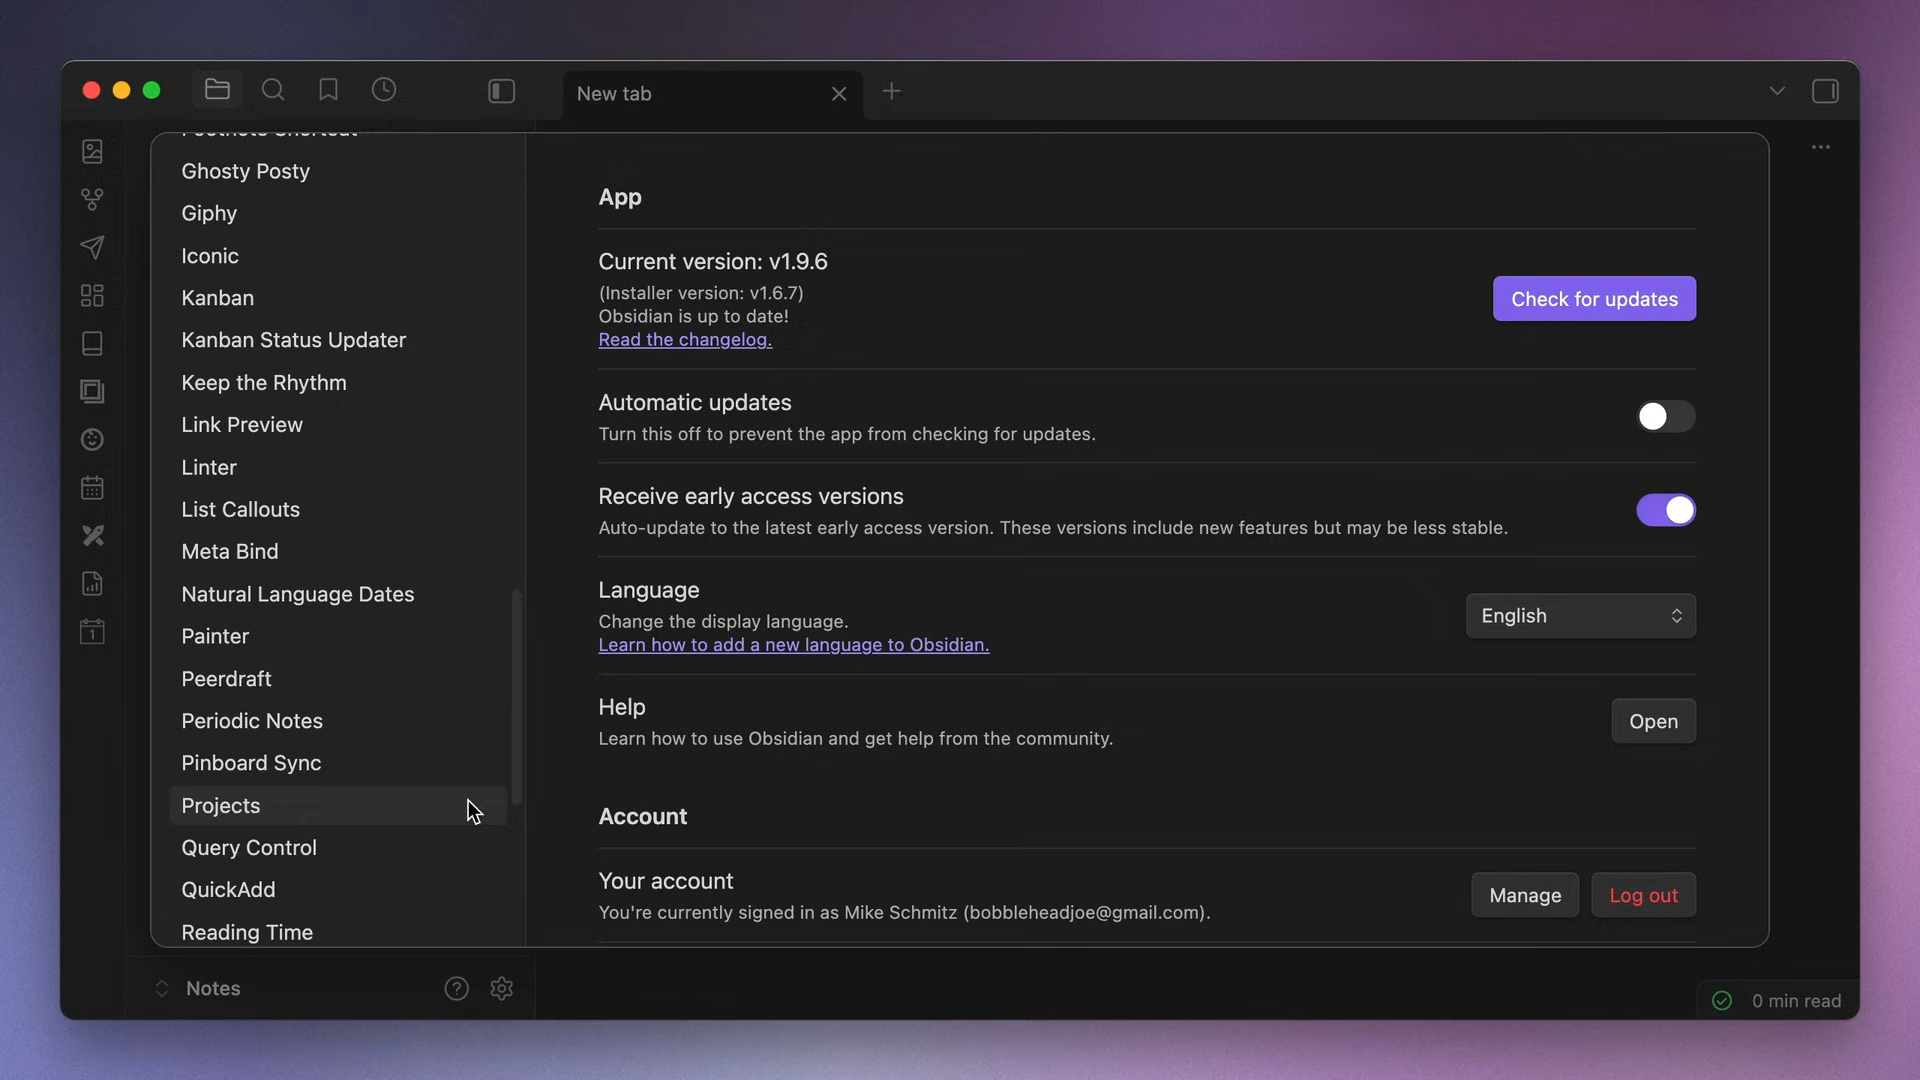 New tab
Footnote Shortcut
Ghosty Posty
Giphy
Iconic
Kanban
Kanban Status Updater
Keep the Rhythm
Link Preview
Linter
List Callouts
Meta Bind
Natural Language Dates
Painter
Peerdraft
Periodic Notes
Pinboard Sync
Projects
Query Control
QuickAdd
Reading Time
App
Current version: v1.9.6
(Installer version: v1.6.7)
Obsidian is up to date!
Read the changelog.
Check for updates
Automatic updates
Turn this off to prevent the app from checking for updates.
Receive early access versions
Auto-update to the latest early access version. These versions include new features but may be less stable.
Language
Change the display language.
Learn how to add a new language to Obsidian.
English
Help
Learn how to use Obsidian and get help from the community.
Open
Account
Your account
You're currently signed in as Mike Schmitz (bobbleheadjoe@gmail.com).
Manage
Log out
1
Notes
0 min read